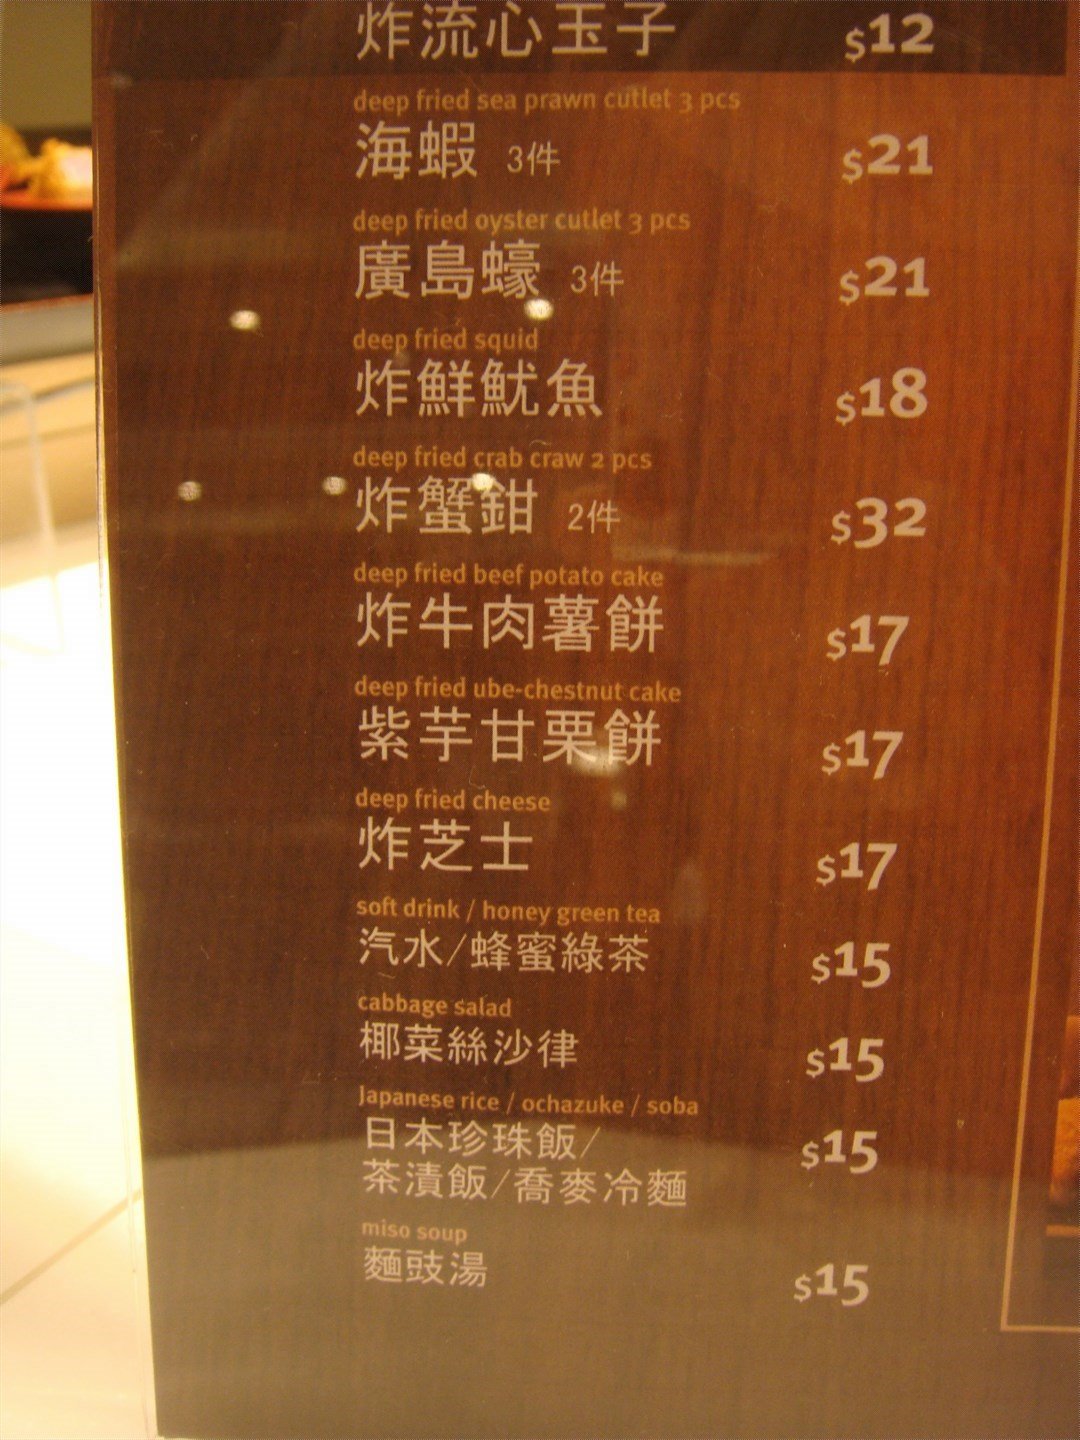 炸流心玉子 $12
deep fried sea prawn cutlet 3 pcs
海蝦 3件 $21
deep fried oyster cutlet 3 pcs
廣島蠔 3件 $21
deep fried squid
炸鮮魷魚 $18
deep fried crab craw 2 pcs
炸蟹鉗 2件 $32
deep fried beef potato cake
炸牛肉薯餅 $17
deep fried ube-chestnut cake
紫芋甘栗餅 $17
deep fried cheese
炸芝士 $17
soft drink / honey green tea
汽水/蜂蜜綠茶 $15
cabbage salad
椰菜絲沙律 $15
Japanese rice / ochazuke / soba
日本珍珠飯/ $15
茶漬飯/喬麥冷麵
miso soup
麵豉湯 $15